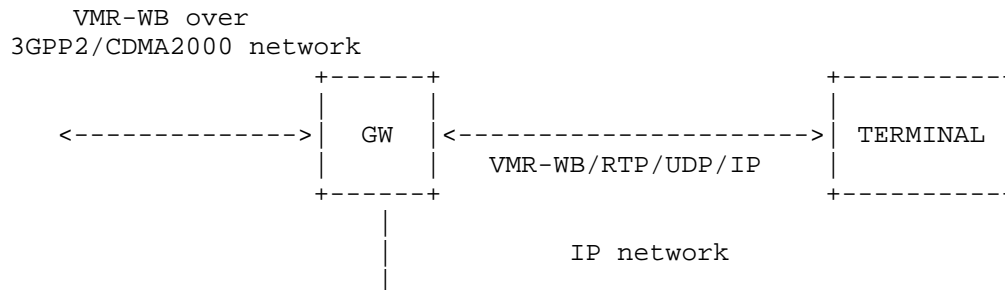 VMR-WB over
3GPP2/CDMA2000 network
GW
TERMINAL
VMR-WB/RTP/UDP/IP
IP network